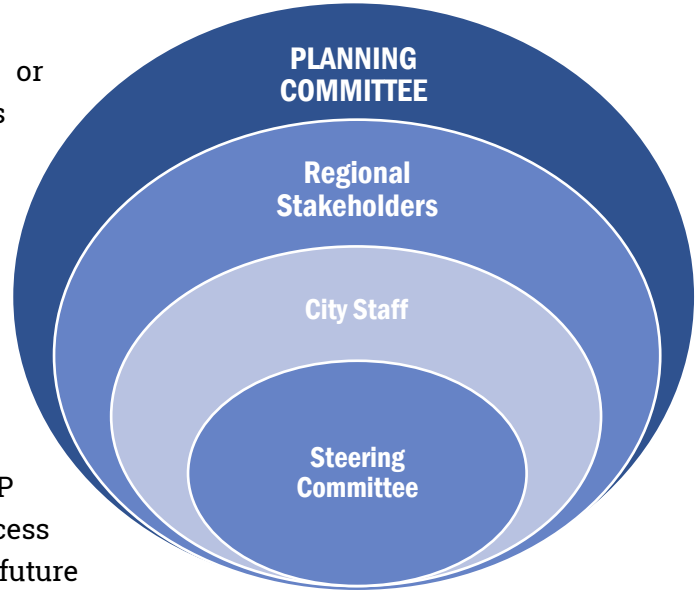 or
s
PLANNING
COMMITTEE
Regional
Stakeholders
City Staff
Steering
Committee
P
cess
future